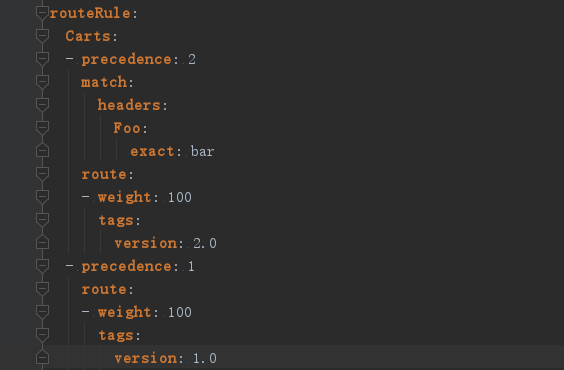 routeRule:
  Carts:
  - precedence: 2
    match:
      headers:
        Foo:
          exact: bar
    route:
    - weight: 100
      tags:
        version: 2.0
  - precedence: 1
    route:
    - weight: 100
      tags:
        version: 1.0